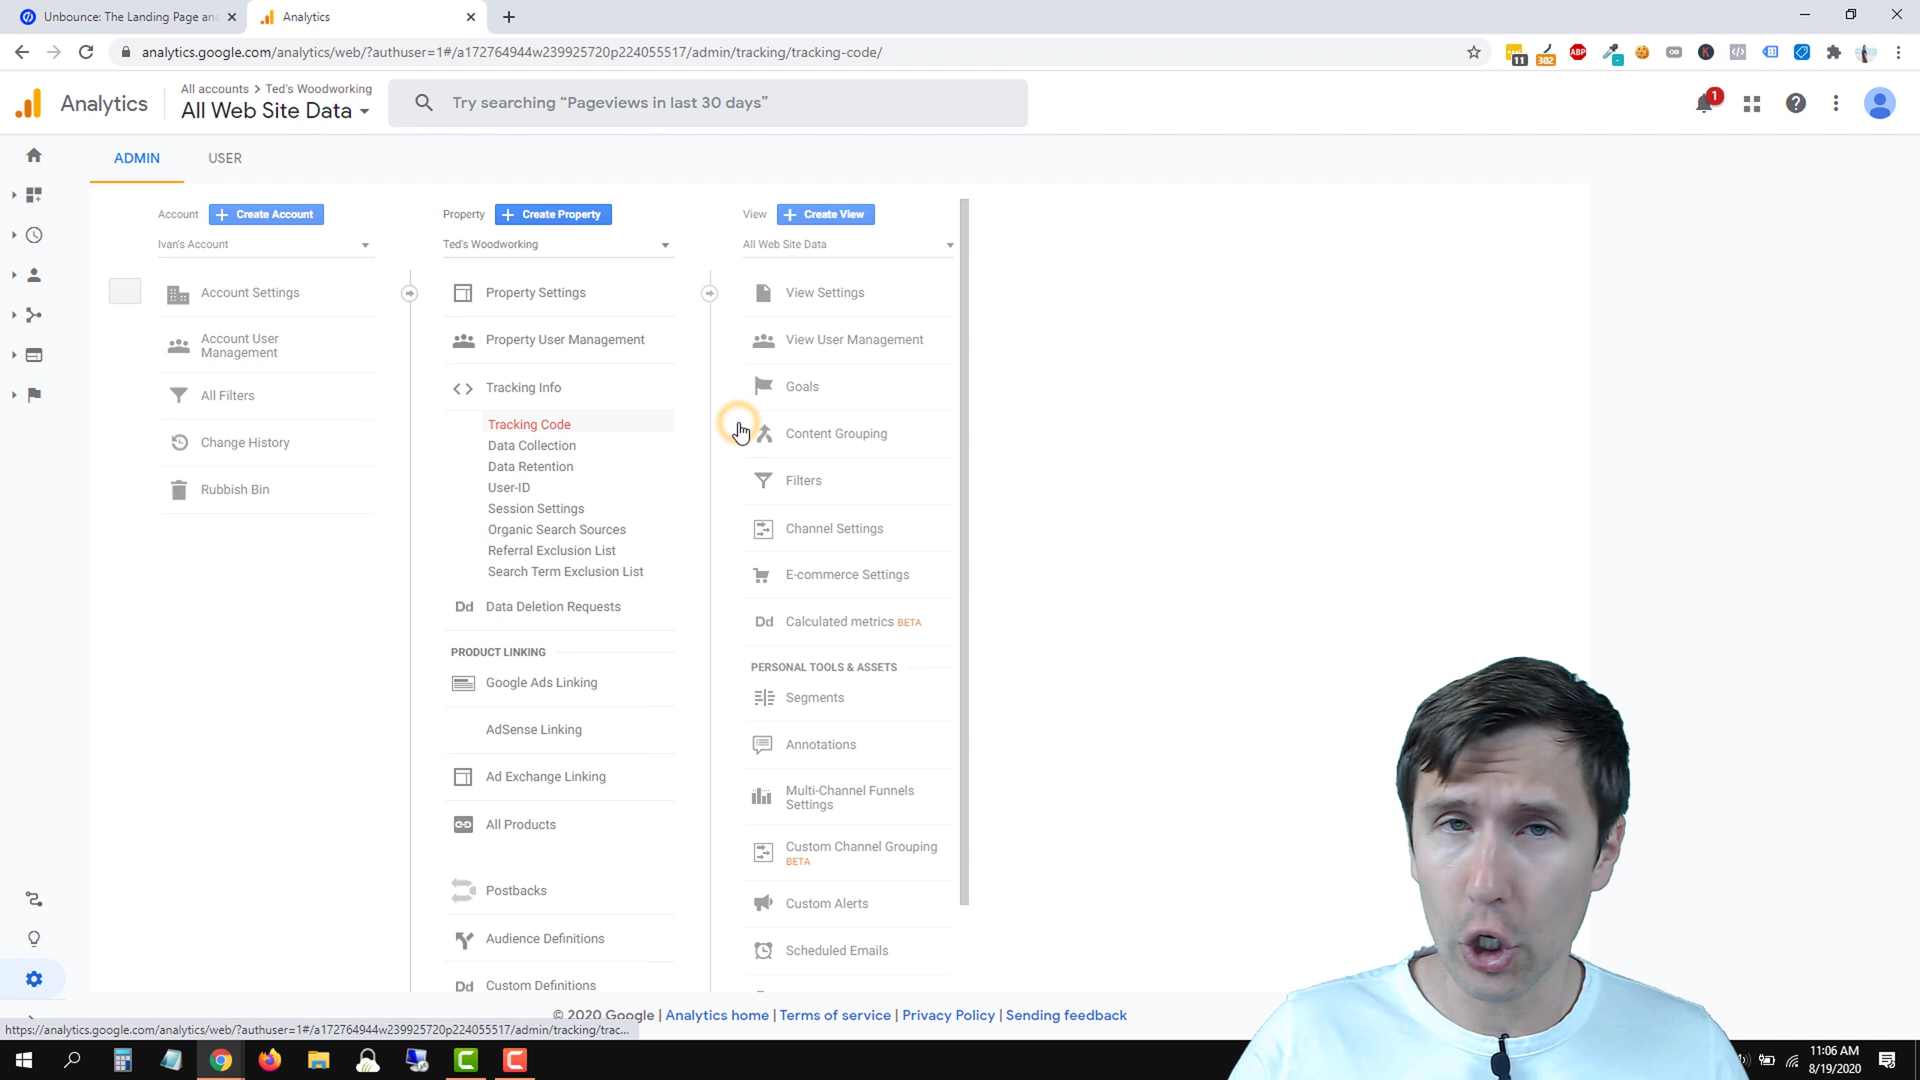 Unbounce: The Landing Page an
Analytics
analytics.google.com/analytics/web/?authuser=1#/a172764944w239925720p224055517/admin/tracking/tracking-code/
11
302
ABP
K
Analytics
All accounts > Ted's Woodworking
All Web Site Data
Try searching “Pageviews in last 30 days”
1
ADMIN
USER
Account
Create Account
Property
Create Property
View
Create View
Ivan's Account
Ted's Woodworking
All Web Site Data
Account Settings
Property Settings
View Settings
Account User
Management
Property User Management
View User Management
Tracking Info
Goals
All Filters
Tracking Code
Content Grouping
Change History
Data Collection
Data Retention
Rubbish Bin
User-ID
Filters
Session Settings
Organic Search Sources
Channel Settings
Referral Exclusion List
Search Term Exclusion List
E-commerce Settings
Dd Data Deletion Requests
Dd Calculated metrics BETA
PRODUCT LINKING
PERSONAL TOOLS & ASSETS
Google Ads Linking
Segments
AdSense Linking
Annotations
Ad Exchange Linking
Multi-Channel Funnels
Settings
All Products
Custom Channel Grouping
BETA
Postbacks
Custom Alerts
Audience Definitions
Scheduled Emails
Dd Custom Definitions
© 2020 Google | Analytics home | Terms of service | Privacy Policy | Sending feedback
https://analytics.google.com/analytics/web/?authuser=1#/a172764944w239925720p224055517/admin/tracking/trac...
11:06 AM
8/19/2020